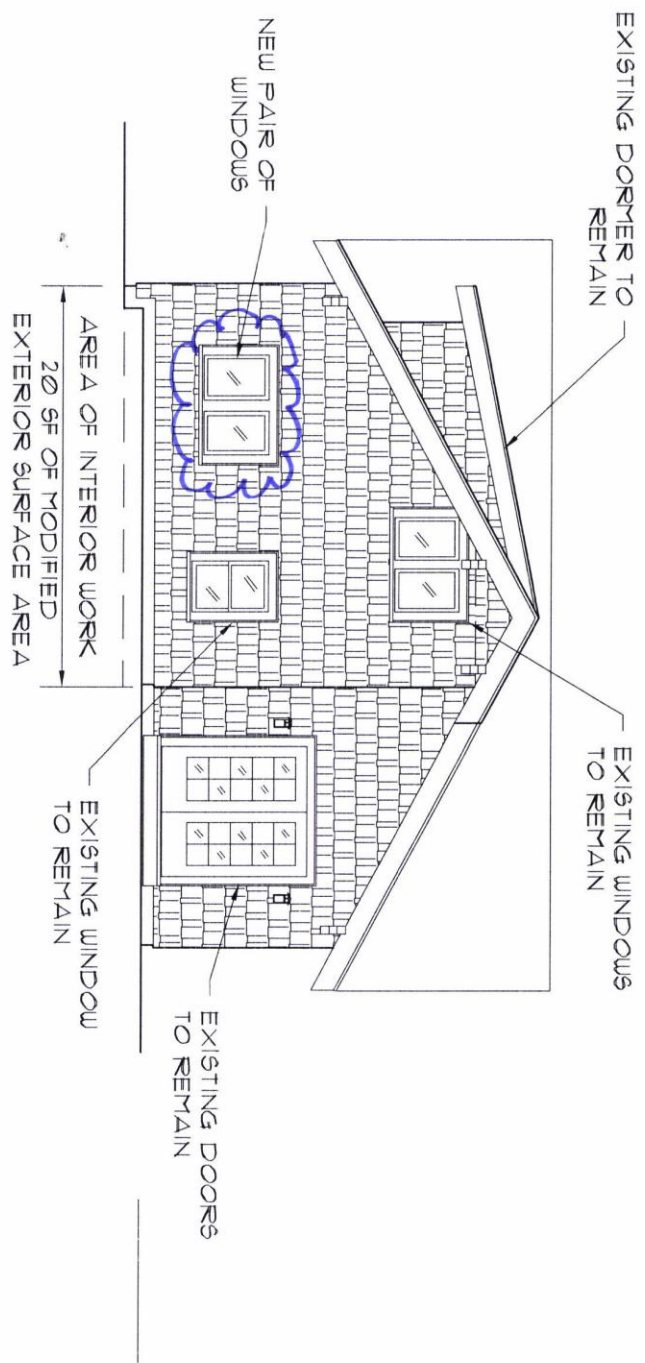 EXISTING DORMER TO
REMAIN
EXISTING WINDOWS
TO REMAIN
NEW PAIR OF
WINDOWS
AREA OF INTERIOR WORK
20 SF OF MODIFIED
EXTERIOR SURFACE AREA
EXISTING WINDOW
TO REMAIN
EXISTING DOORS
TO REMAIN